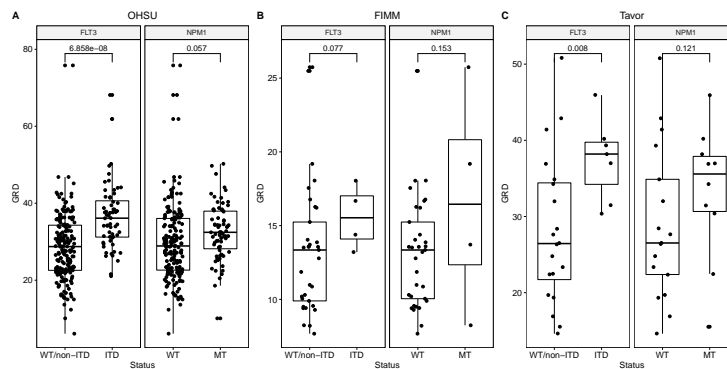 A OHSU
FLT3 NPM1
6.858e−08 0.057
80
60
40
20
GRD
WT/non−ITD ITD WT MT
Status
B FIMM
FLT3 NPM1
0.077 0.153
25
20
15
10
GRD
WT/non−ITD ITD WT MT
Status
C Tavor
FLT3 NPM1
0.008 0.121
50
40
30
20
GRD
WT/non−ITD ITD WT MT
Status